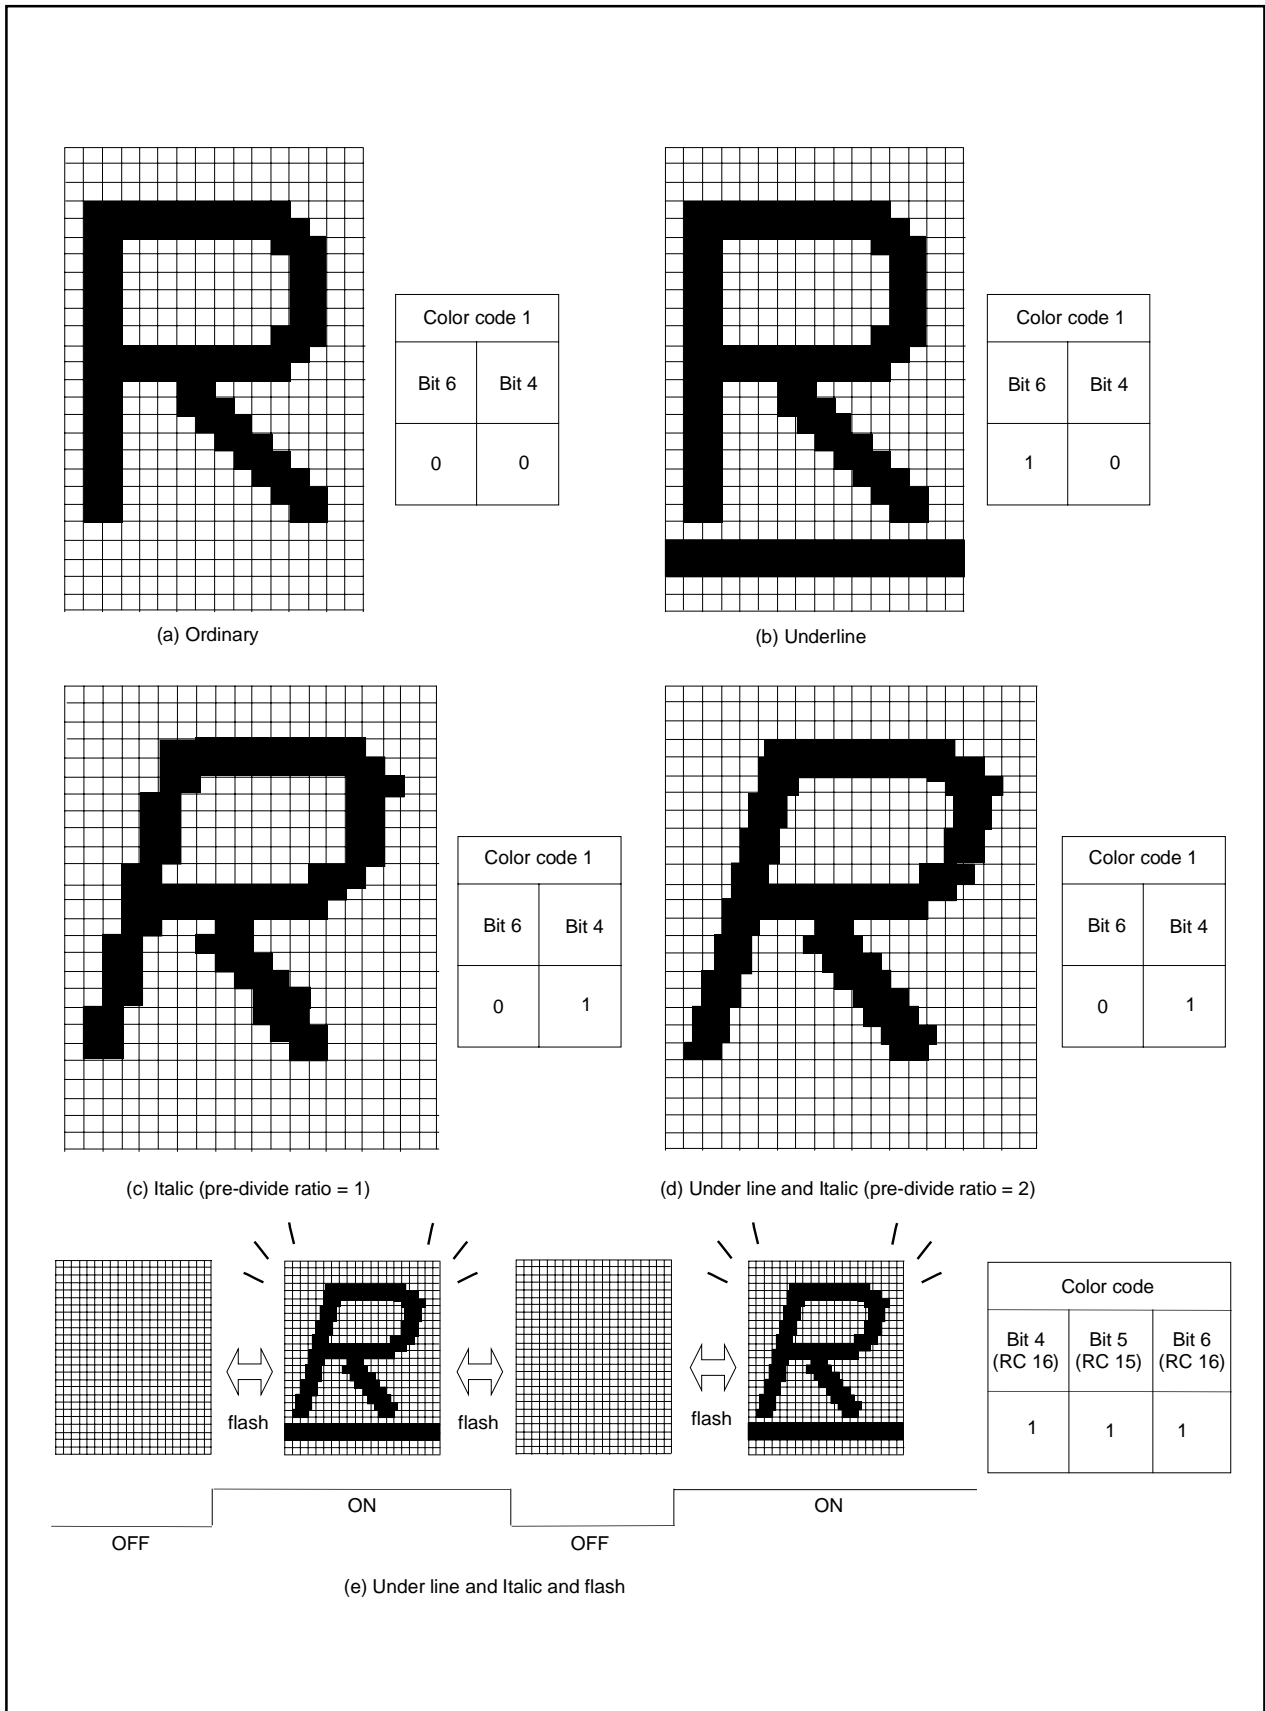 Color code 1
Bit 6 Bit 4
0 0
(a) Ordinary
Color code 1
Bit 6 Bit 4
1 0
(b) Underline
Color code 1
Bit 6 Bit 4
0 1
(c) Italic (pre-divide ratio = 1)
Color code 1
Bit 6 Bit 4
0 1
(d) Under line and Italic (pre-divide ratio = 2)
flash
flash
flash
Color code
Bit 4 Bit 5 Bit 6
(RC 16) (RC 15) (RC 16)
1 1 1
OFF
ON
OFF
ON
(e) Under line and Italic and flash